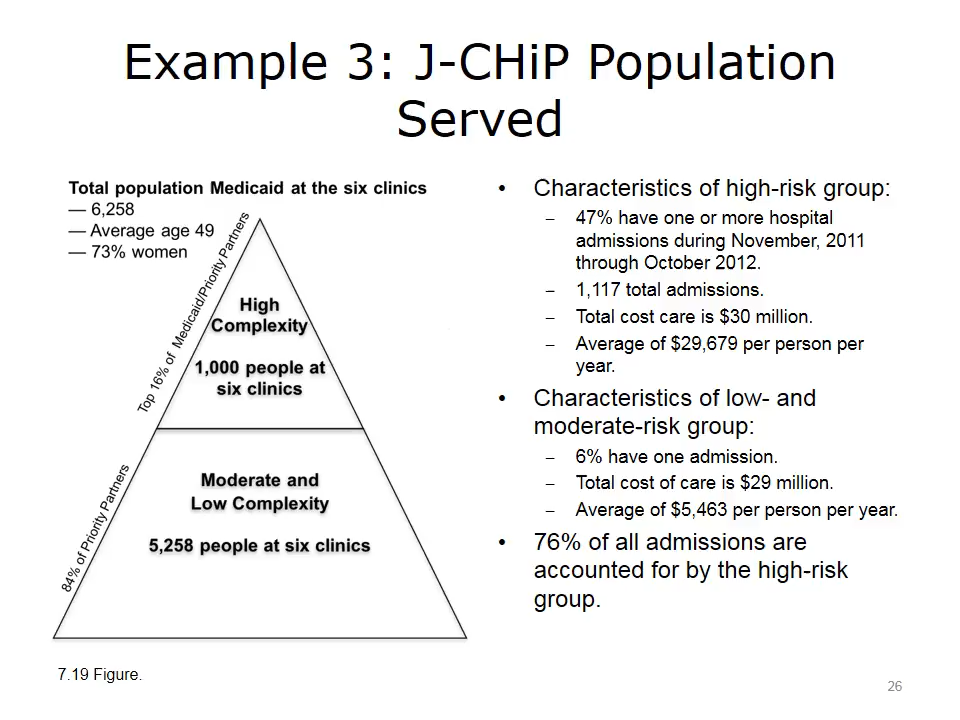 Example 3: J-CHiP Population
Served
Total population Medicaid at the six clinics
— 6,258
— Average age 49
— 73% women
Top 16% of Medicaid/Priority Partners
High
Complexity
1,000 people at
six clinics
84% of Priority Partners
Moderate and
Low Complexity
5,258 people at six clinics
• Characteristics of high-risk group:
– 47% have one or more hospital
admissions during November, 2011
through October 2012.
– 1,117 total admissions.
– Total cost care is $30 million.
– Average of $29,679 per person per
year.
• Characteristics of low- and
moderate-risk group:
– 6% have one admission.
– Total cost of care is $29 million.
– Average of $5,463 per person per year.
• 76% of all admissions are
accounted for by the high-risk
group.
7.19 Figure.
26